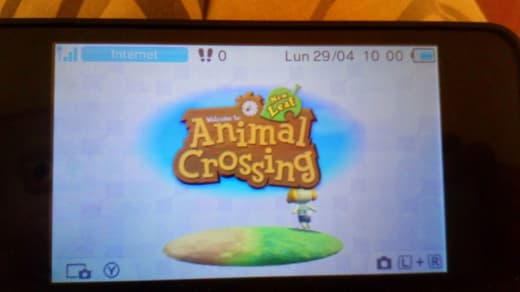 Internet 0 Lun 29/04 10 00
New
Leaf
Welcome to
Animal
Crossing
Y L + R